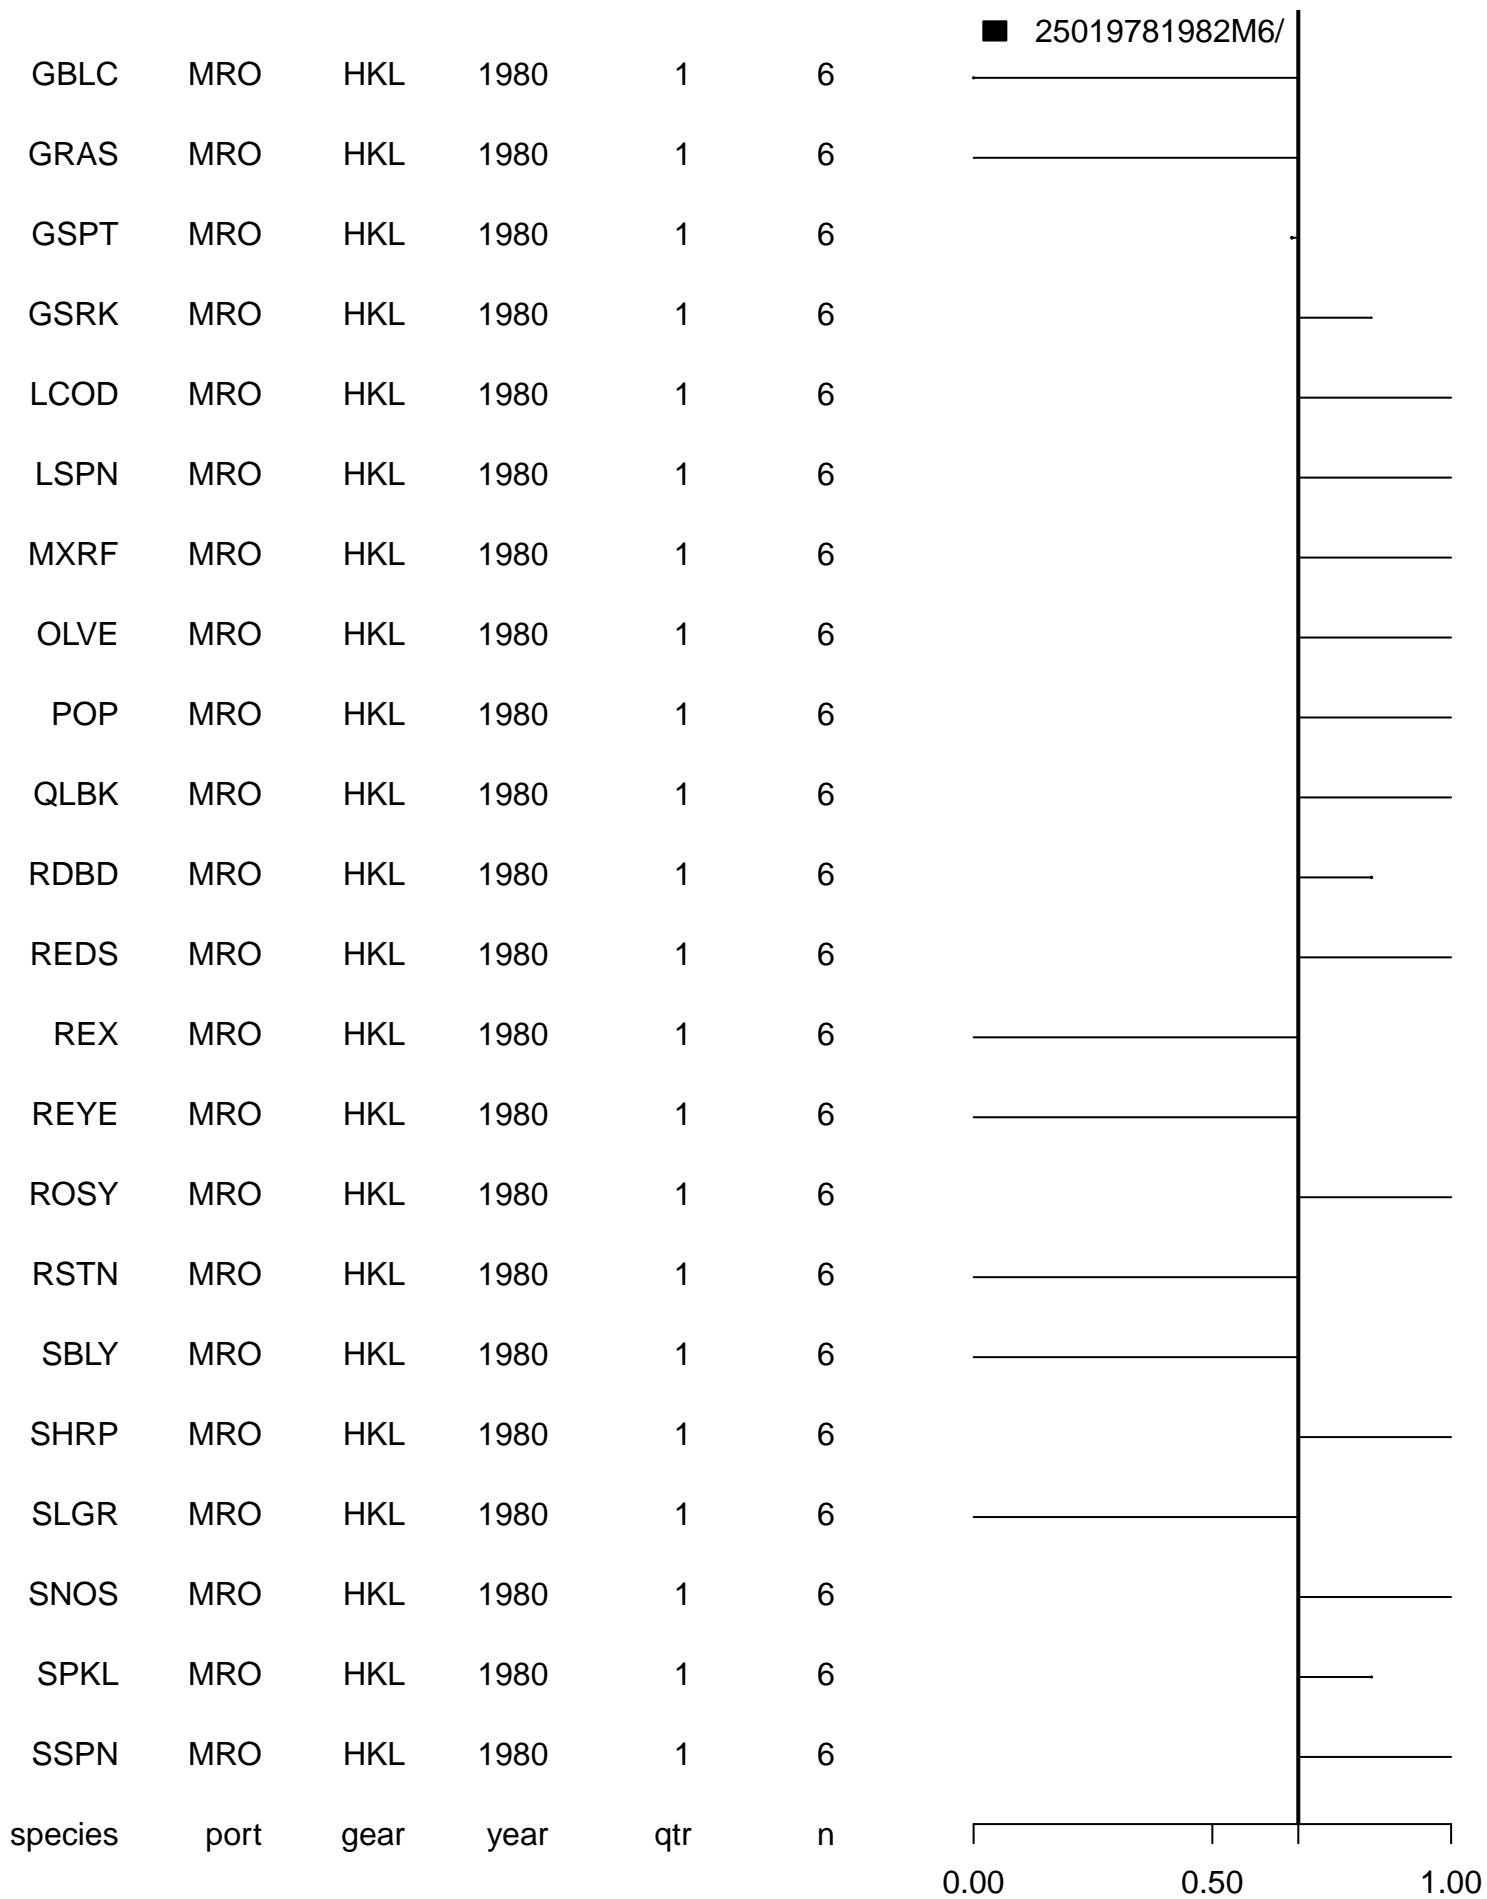 25019781982M6/
GBLC MRO HKL 1980 1 6
GRAS MRO HKL 1980 1 6
GSPT MRO HKL 1980 1 6
GSRK MRO HKL 1980 1 6
LCOD MRO HKL 1980 1 6
LSPN MRO HKL 1980 1 6
MXRF MRO HKL 1980 1 6
OLVE MRO HKL 1980 1 6
POP MRO HKL 1980 1 6
QLBK MRO HKL 1980 1 6
RDBD MRO HKL 1980 1 6
REDS MRO HKL 1980 1 6
REX MRO HKL 1980 1 6
REYE MRO HKL 1980 1 6
ROSY MRO HKL 1980 1 6
RSTN MRO HKL 1980 1 6
SBLY MRO HKL 1980 1 6
SHRP MRO HKL 1980 1 6
SLGR MRO HKL 1980 1 6
SNOS MRO HKL 1980 1 6
SPKL MRO HKL 1980 1 6
SSPN MRO HKL 1980 1 6
species port gear year qtr n
0.00 0.50 1.00